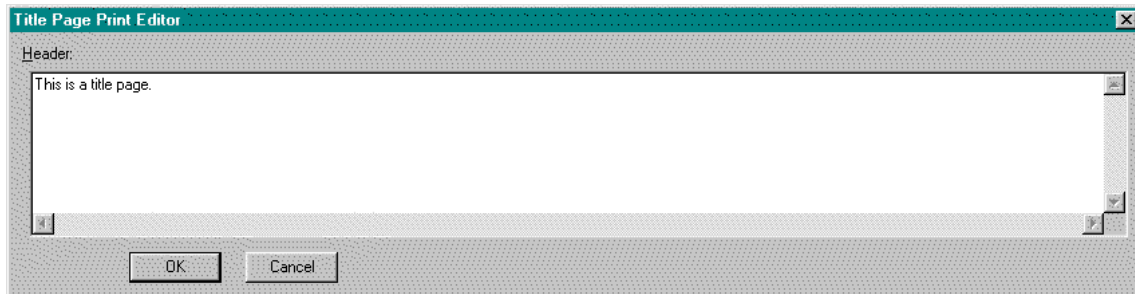 Title Page Print Editor
Header:
This is a title page.
OK Cancel